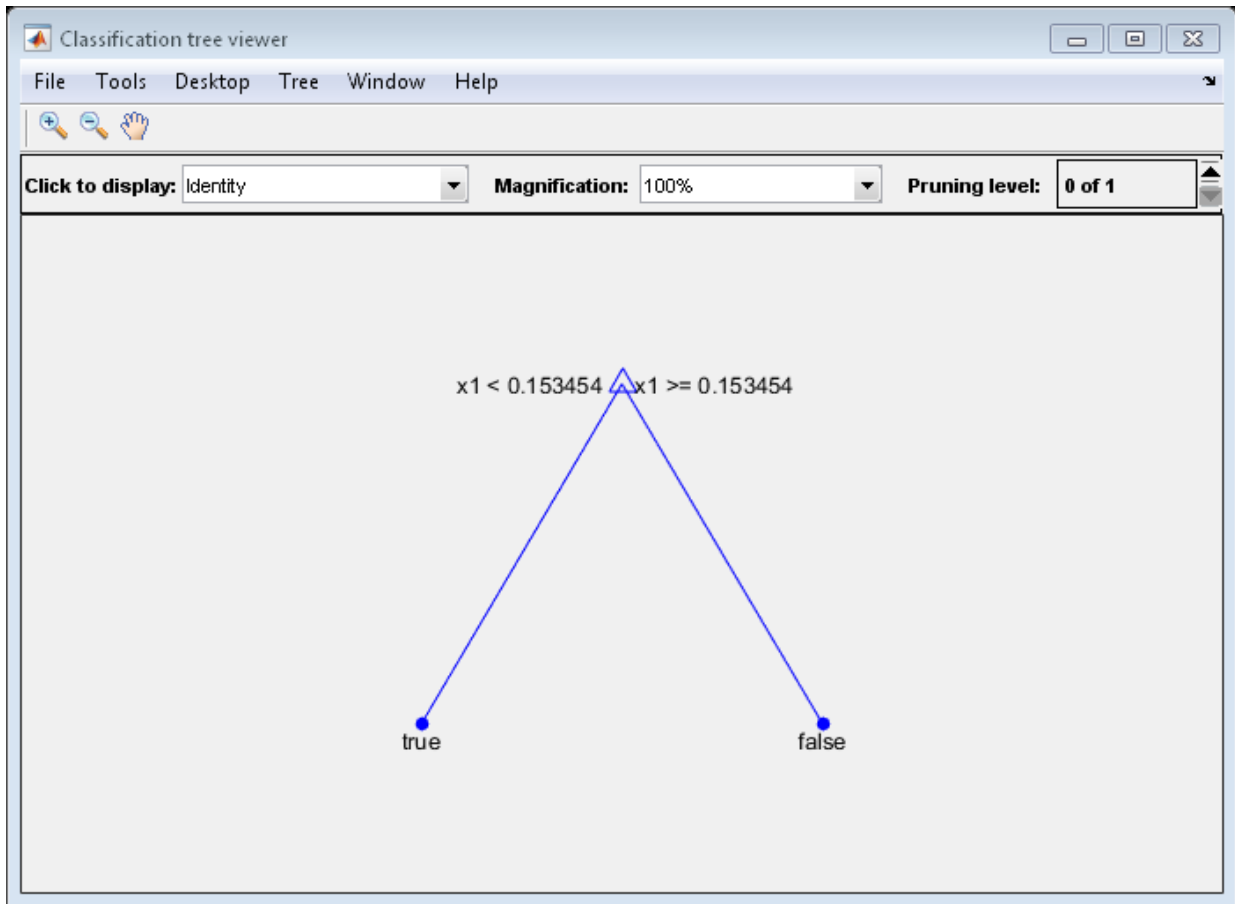 Classification tree viewer
File Tools Desktop Tree Window Help
Click to display: Identity Magnification: 100% Pruning level: 0 of 1
x1 < 0.153454 x1 >= 0.153454
true false